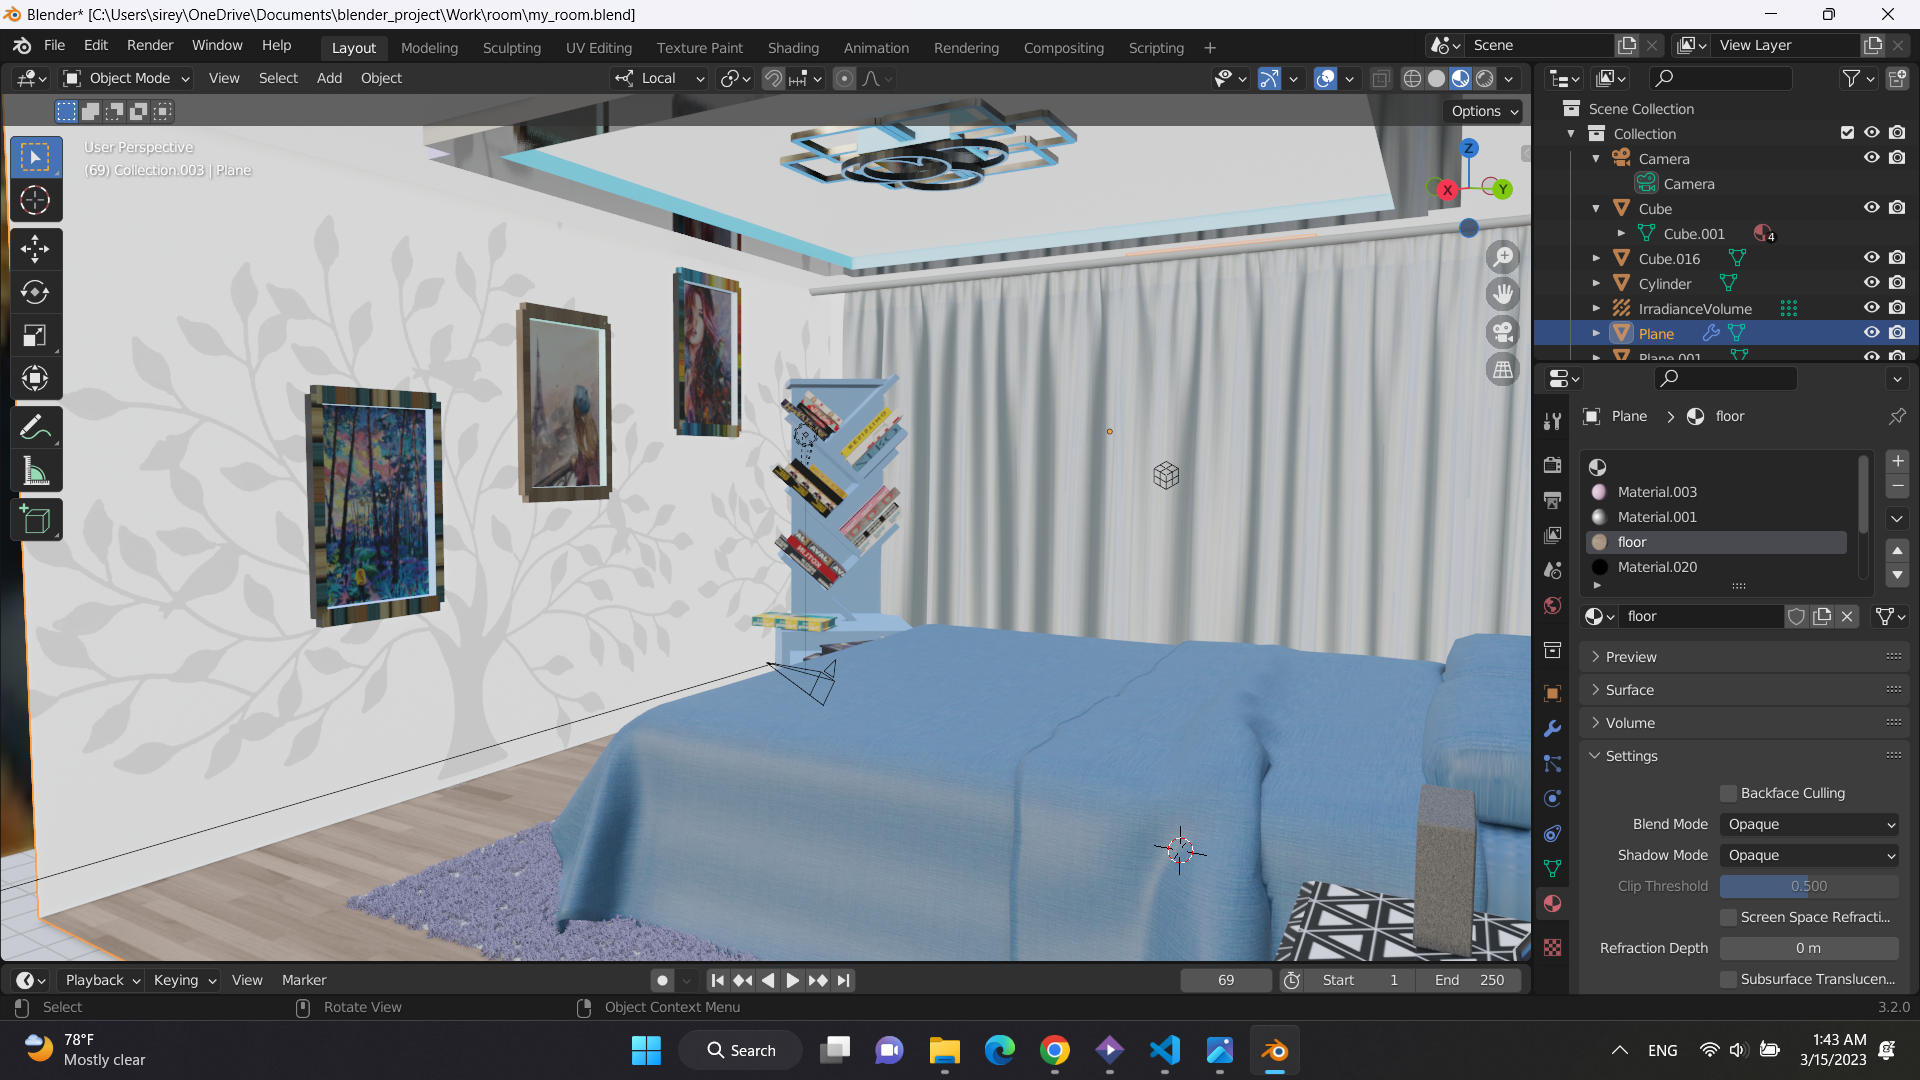 Blender* [C:\Users\sirey\OneDrive\Documents\blender_project\Work\room\my_room.blend]
File Edit Render Window Help
Layout Modeling Sculpting UV Editing Texture Paint Shading Animation Rendering Compositing Scripting +
Scene
View Layer
Object Mode View Select Add Object
Local
Options
User Perspective
(69) Collection.003 | Plane
Z
X
Y
Scene Collection
Collection
Camera
Camera
Cube
Cube.001
4
Cube.016
Cylinder
IrradianceVolume
Plane
Plane.001
Plane > floor
Material.003
Material.001
floor
Material.020
floor
Preview
Surface
Volume
Settings
Backface Culling
Blend Mode Opaque
Shadow Mode Opaque
Clip Threshold 0.500
Screen Space Refracti...
Refraction Depth 0 m
Subsurface Translucen...
Playback Keying View Marker
69
Start 1
End 250
Select
Rotate View
Object Context Menu
3.2.0
78°F
Mostly clear
Search
ENG
1:43 AM
3/15/2023